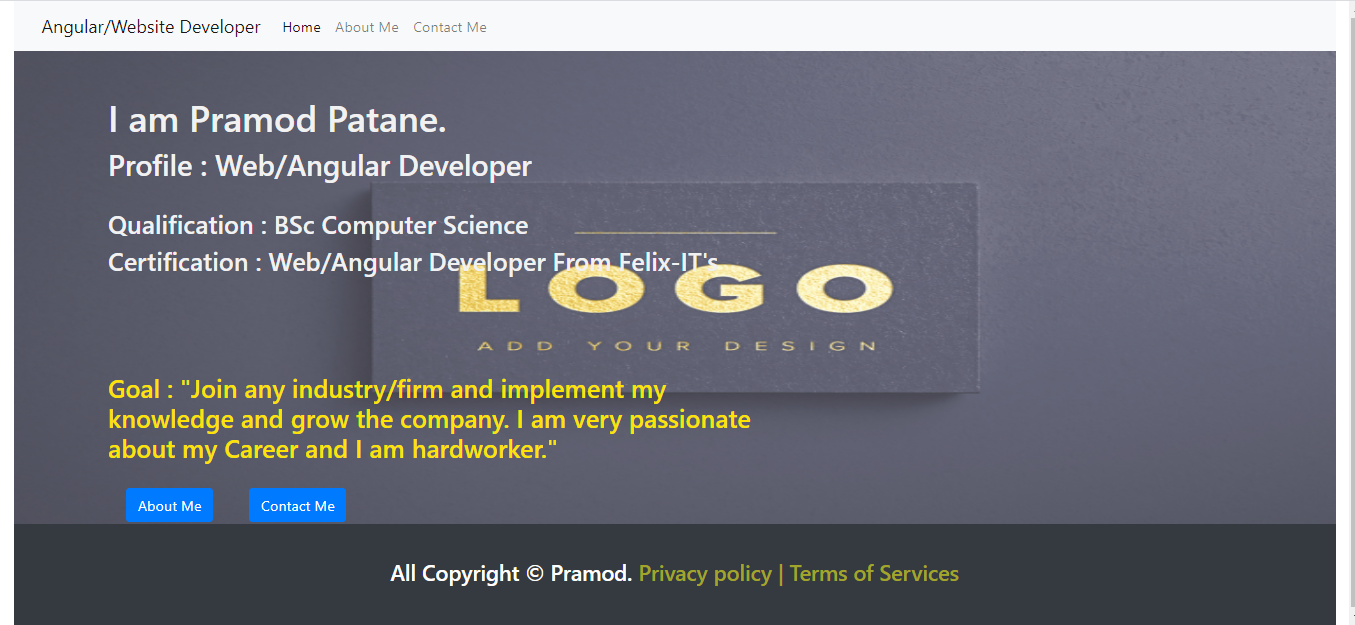 Angular/Website Developer Home About Me Contact Me
I am Pramod Patane.
Profile : Web/Angular Developer
Qualification : BSc Computer Science
Certification : Web/Angular Developer From Felix-IT's
LOGO
ADD YOUR DESIGN
Goal : "Join any industry/firm and implement my
knowledge and grow the company. I am very passionate
about my Career and I am hardworker."
About Me Contact Me
All Copyright © Pramod. Privacy policy | Terms of Services